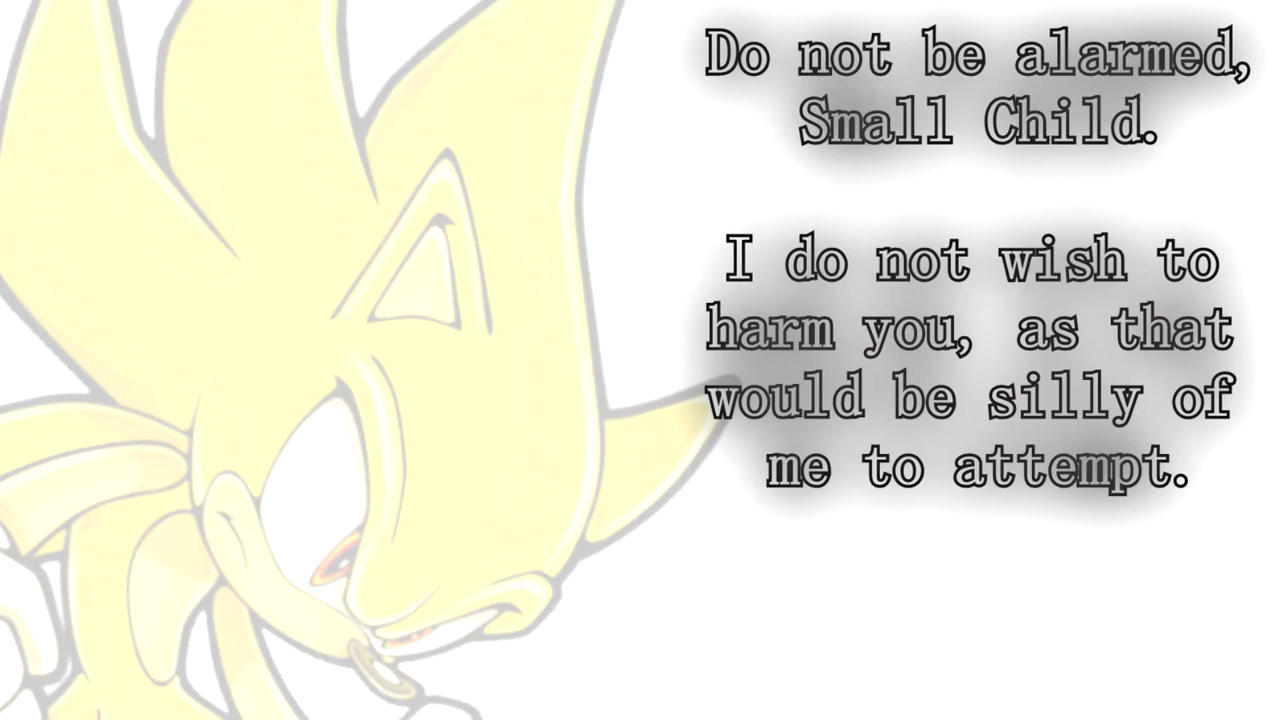 Do not be alarmed,
Small Child.
I do not wish to
harm you, as that
would be silly of
me to attempt.